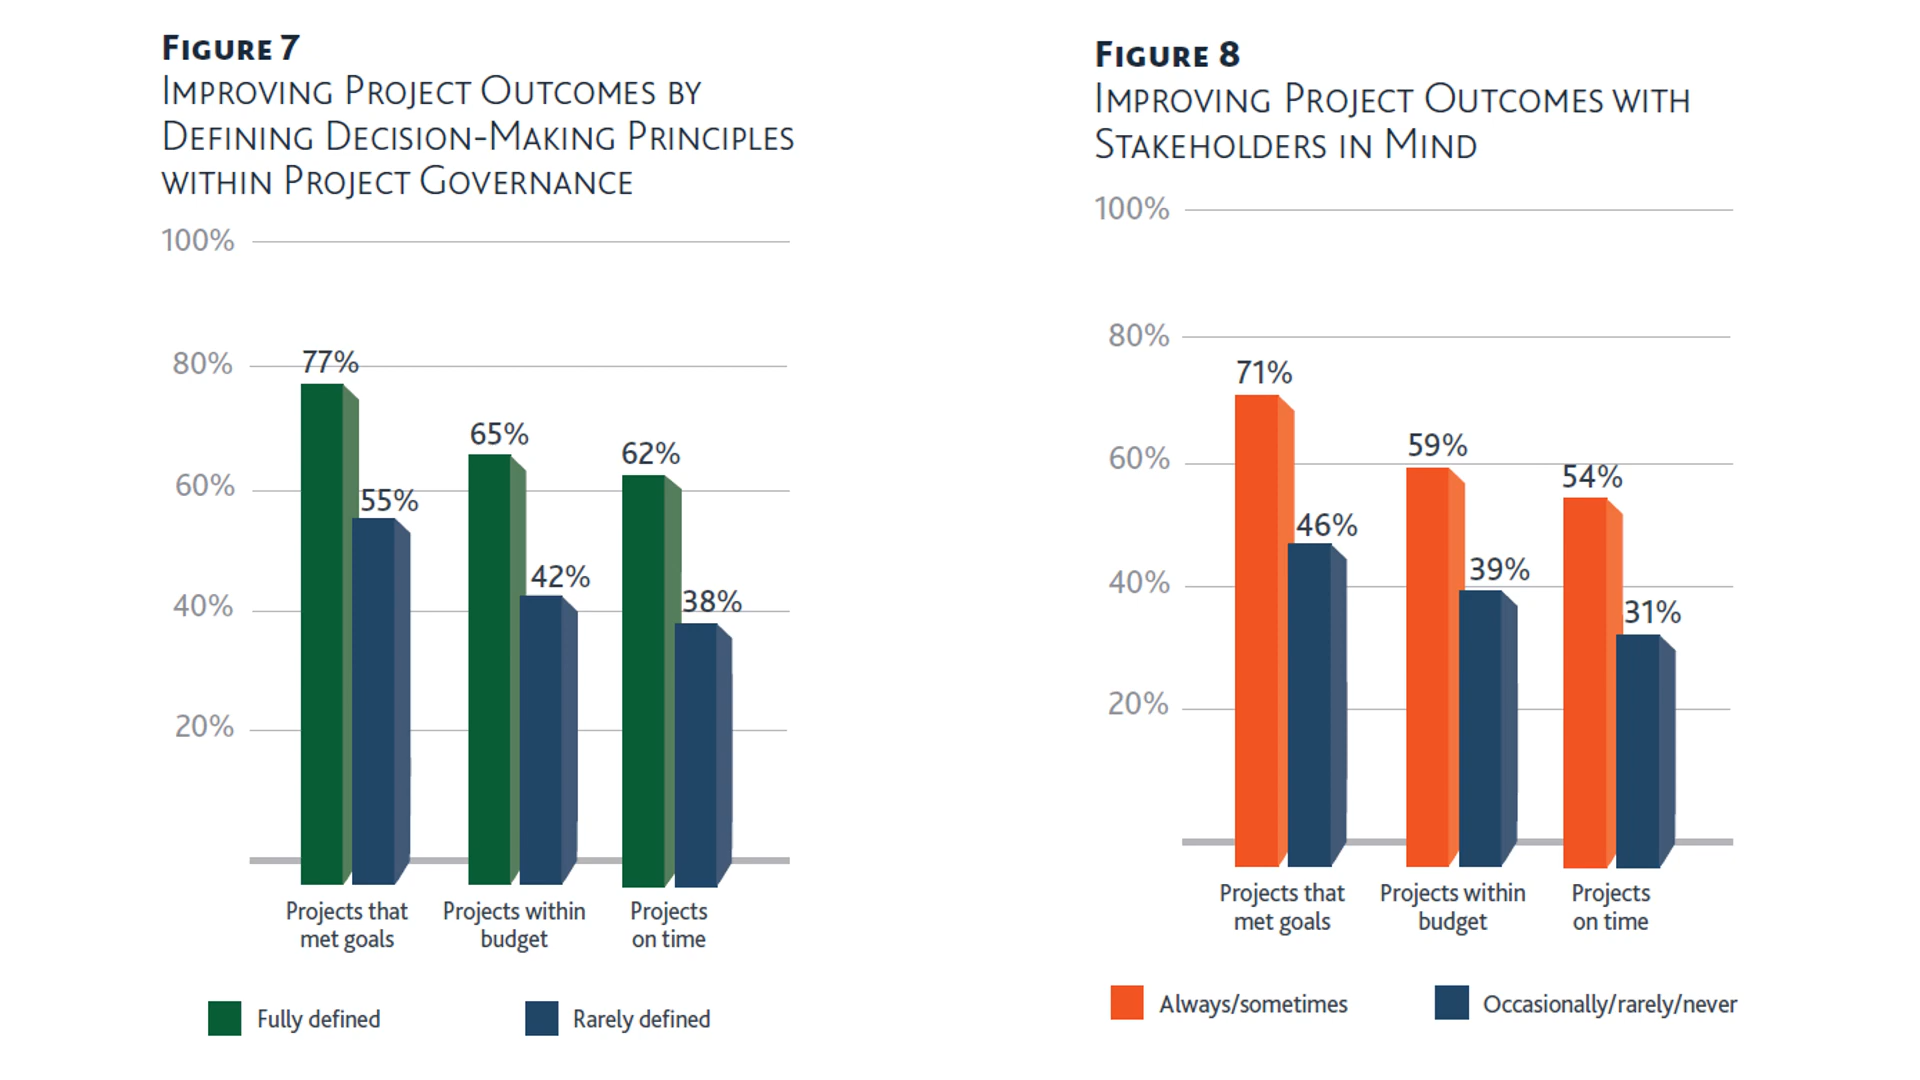 FIGURE 7
IMPROVING PROJECT OUTCOMES BY
DEFINING DECISION-MAKING PRINCIPLES
WITHIN PROJECT GOVERNANCE
100%
80%
60%
40%
20%
77%
55%
65%
42%
62%
38%
Projects that
met goals
Projects within
budget
Projects
on time
Fully defined
Rarely defined
FIGURE 8
IMPROVING PROJECT OUTCOMES WITH
STAKEHOLDERS IN MIND
100%
80%
60%
40%
20%
71%
46%
59%
39%
54%
31%
Projects that
met goals
Projects within
budget
Projects
on time
Always/sometimes
Occasionally/rarely/never